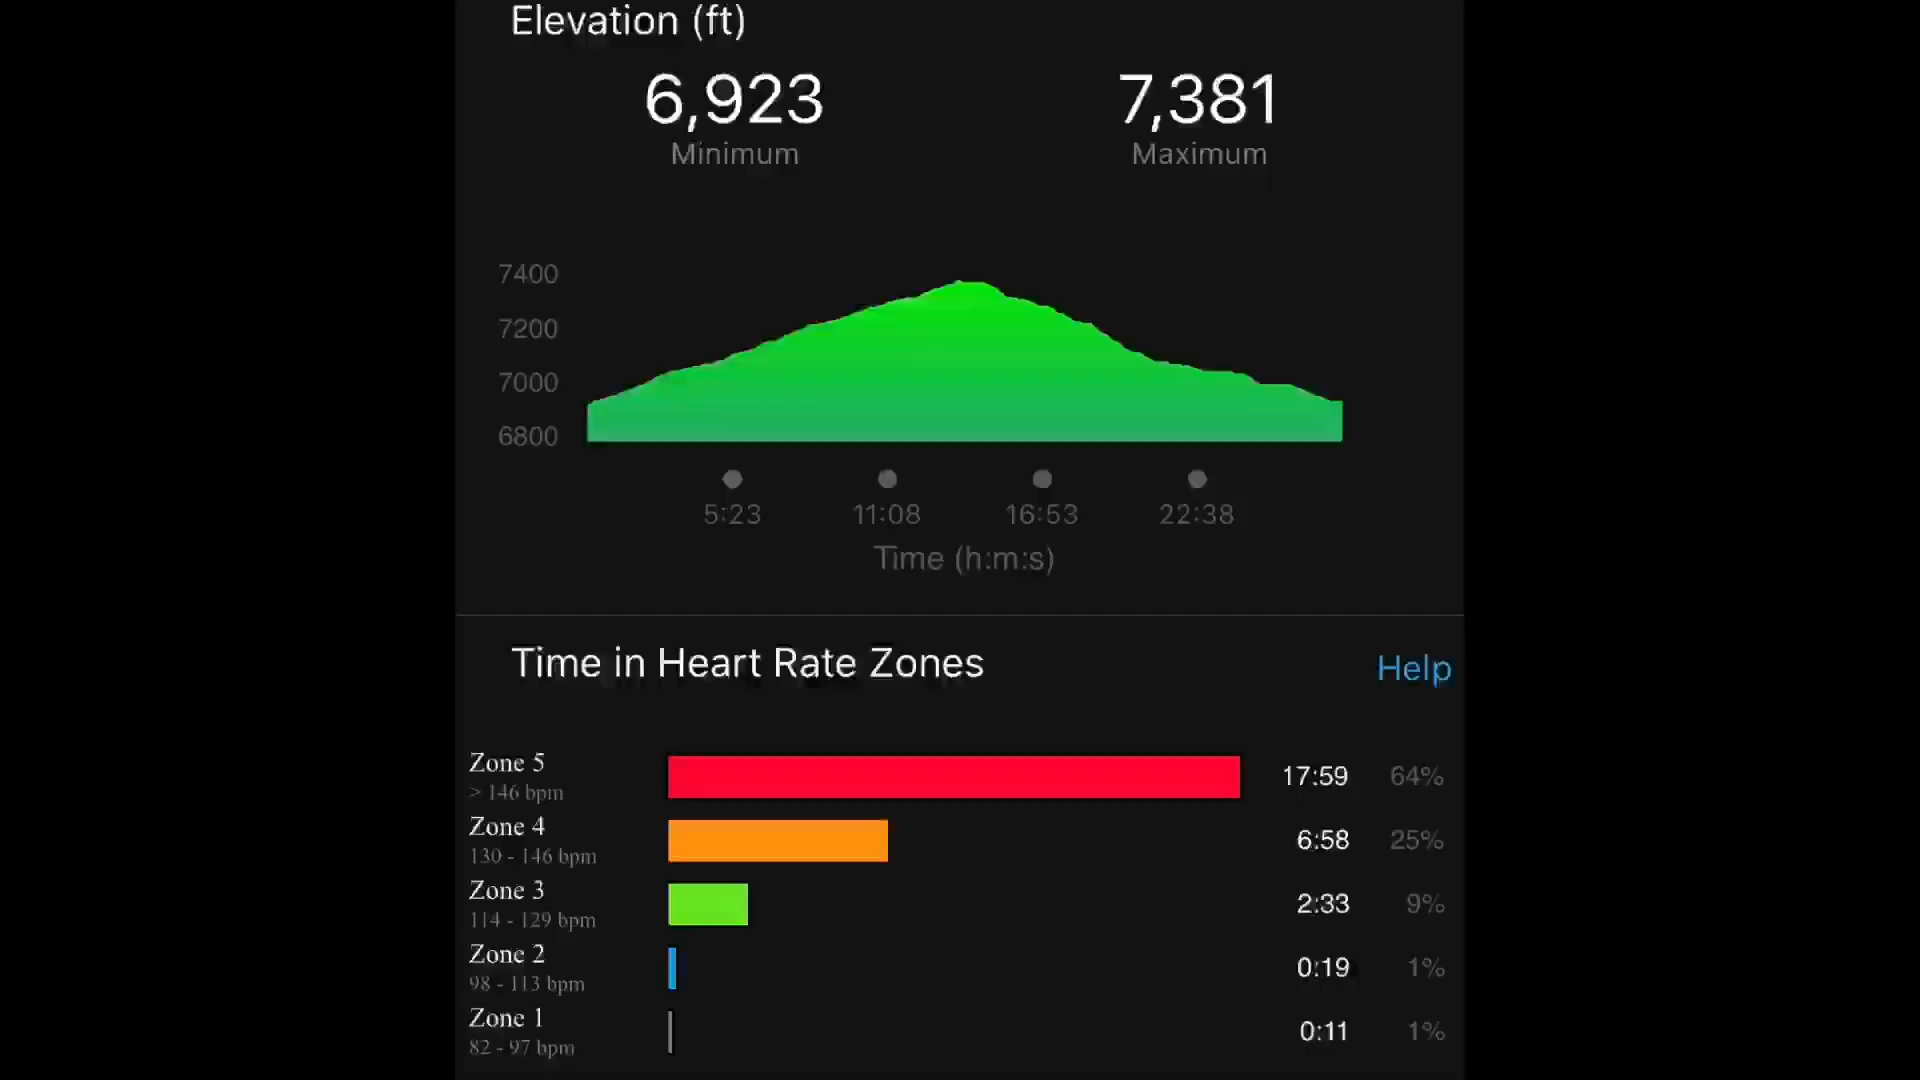 Elevation (ft)
6,923 7,381
Minimum Maximum
7400
7200
7000
6800
5:23 11:08 16:53 22:38
Time (h:m:s)
Time in Heart Rate Zones Help
Zone 5
> 146 bpm
17:59 64%
Zone 4
130 - 146 bpm
6:58 25%
Zone 3
114 - 129 bpm
2:33 9%
Zone 2
98 - 113 bpm
0:19 1%
Zone 1
82 - 97 bpm
0:11 1%